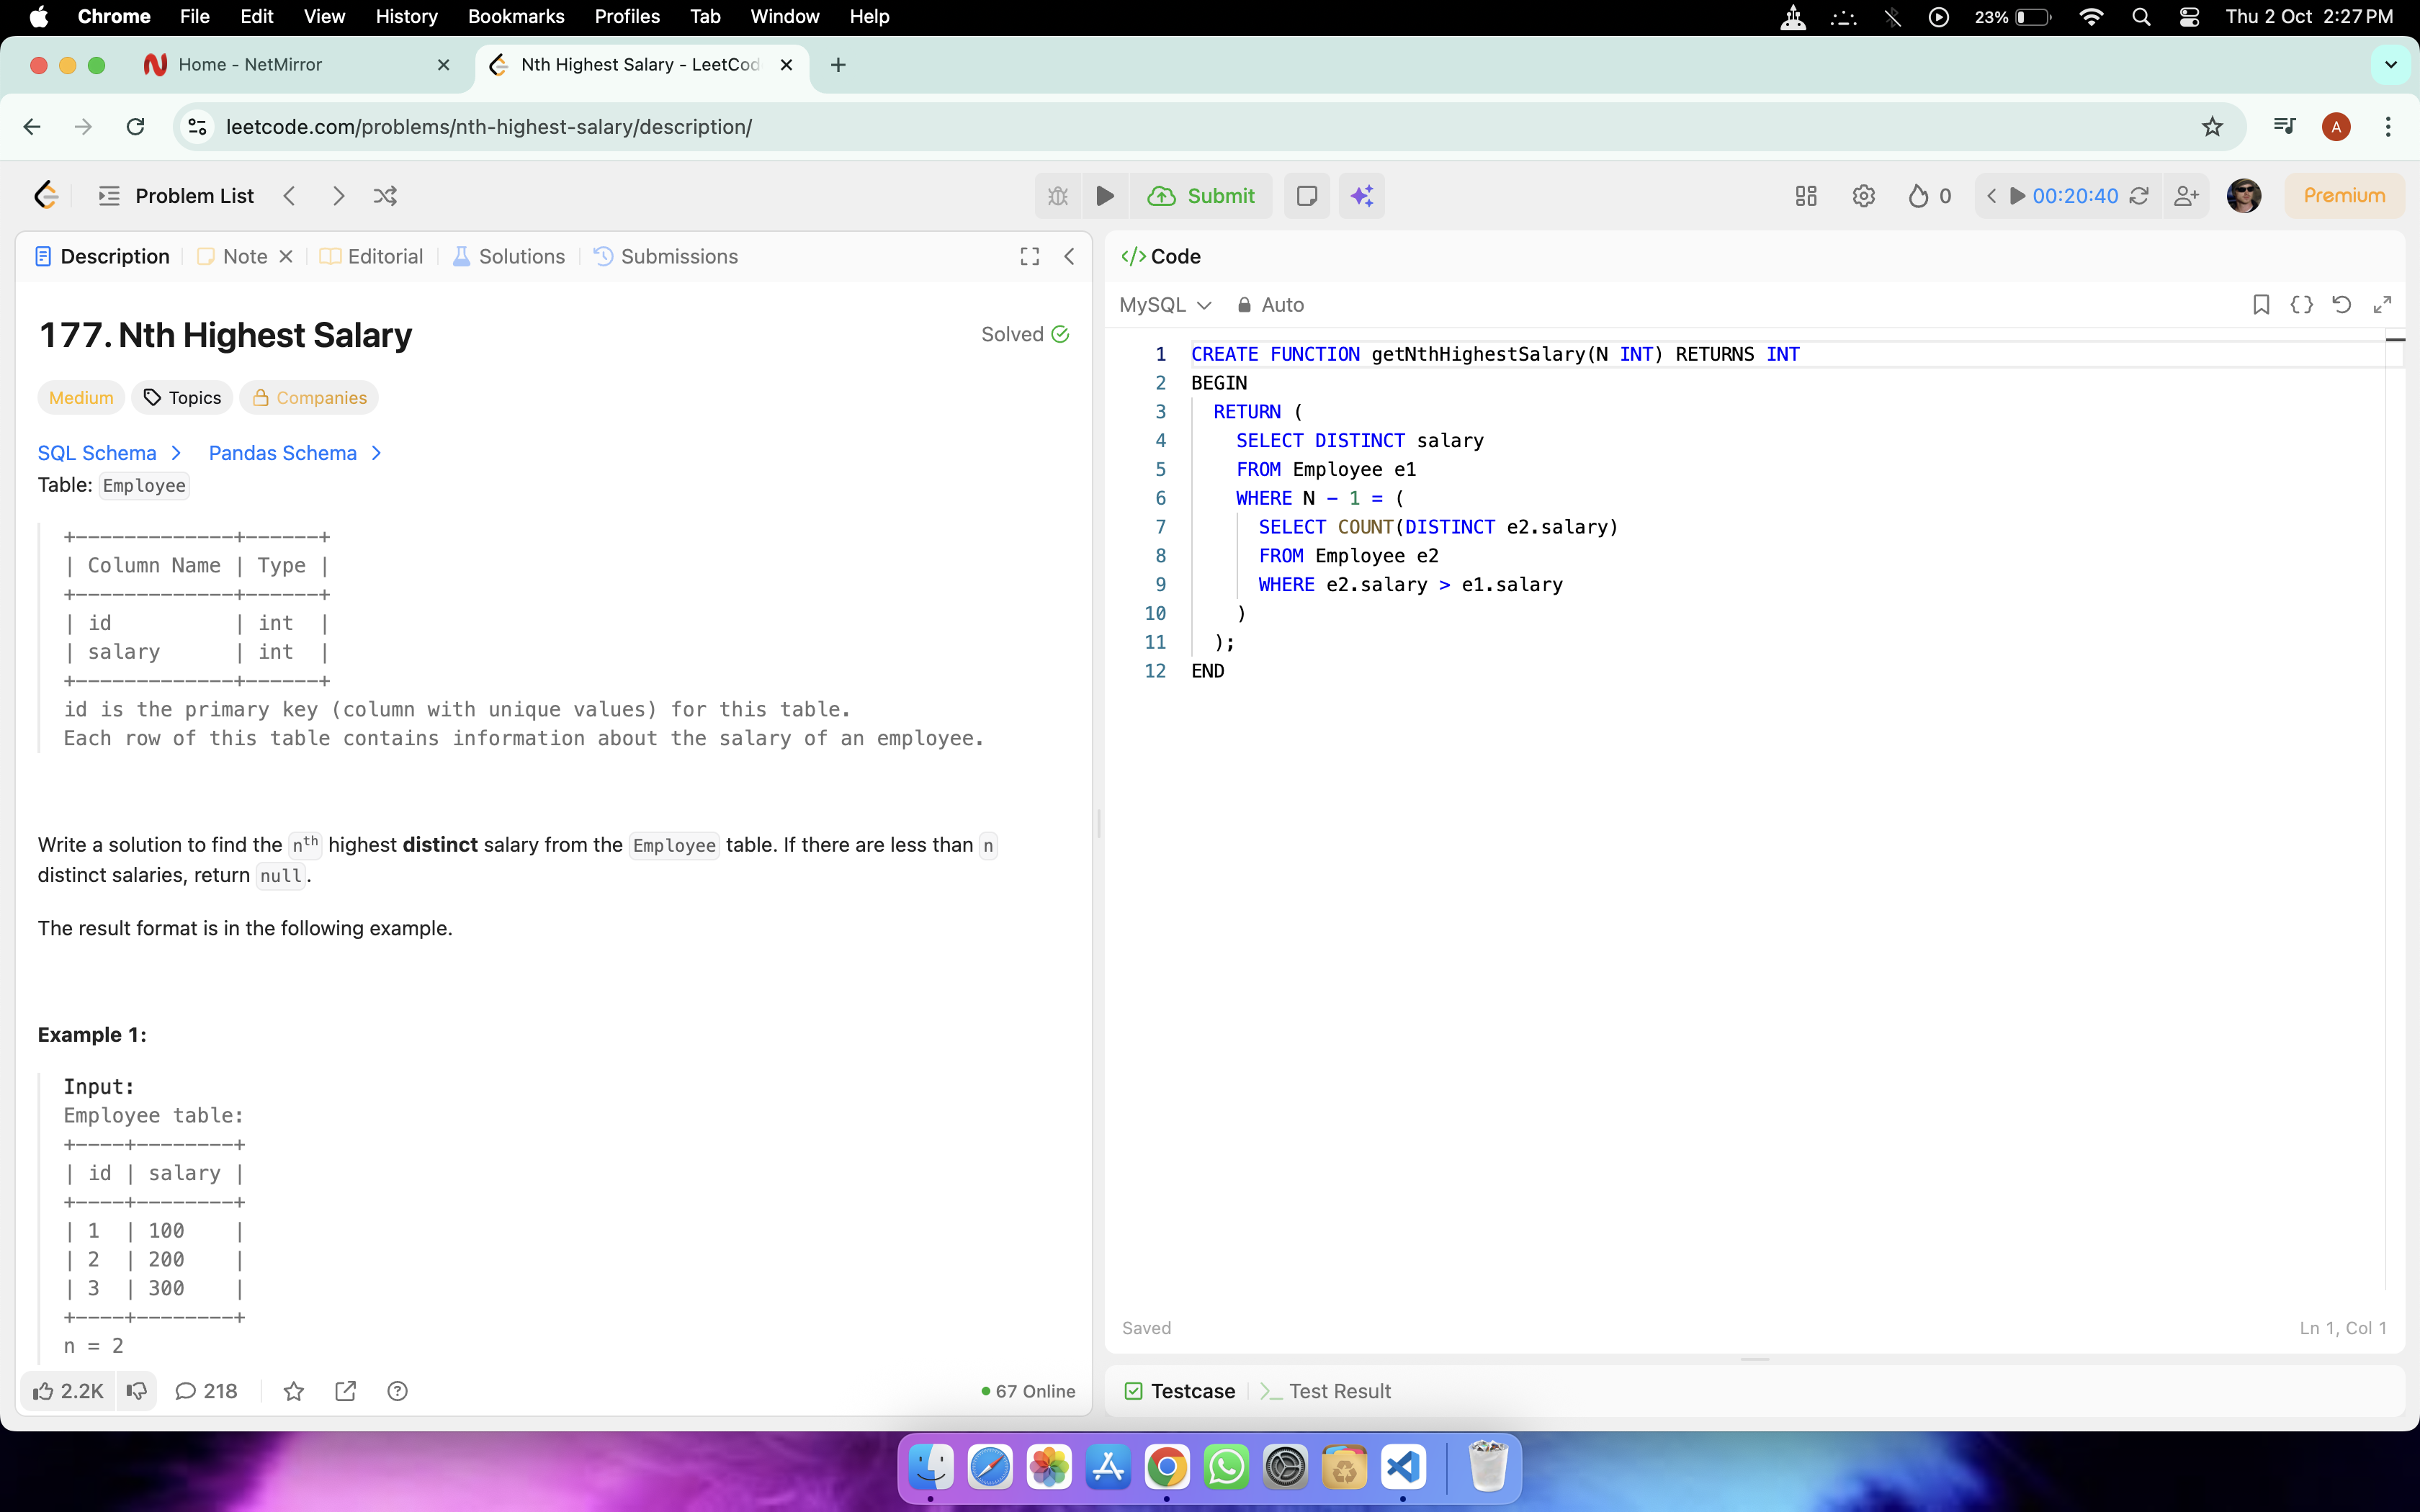 Chrome File Edit View History Bookmarks Profiles Tab Window Help 23% Thu 2 Oct 2:27 PM
Home - NetMirror
Nth Highest Salary - LeetCod
leetcode.com/problems/nth-highest-salary/description/
A
Problem List
Submit
0
00:20:40
Premium
Description Note Editorial Solutions Submissions
177. Nth Highest Salary
Solved
Medium Topics Companies
SQL Schema > Pandas Schema >
Table: Employee
+-------------+------+
| Column Name | Type |
+-------------+------+
| id          | int  |
| salary      | int  |
+-------------+------+
id is the primary key (column with unique values) for this table.
Each row of this table contains information about the salary of an employee.
Write a solution to find the nth highest distinct salary from the Employee table. If there are less than n
distinct salaries, return null.
The result format is in the following example.
Example 1:
Input:
Employee table:
+----+--------+
| id | salary |
+----+--------+
| 1  | 100    |
| 2  | 200    |
| 3  | 300    |
+----+--------+
n = 2
2.2K 218
67 Online
</> Code
MySQL Auto
1 CREATE FUNCTION getNthHighestSalary(N INT) RETURNS INT
2 BEGIN
3   RETURN (
4     SELECT DISTINCT salary
5     FROM Employee e1
6     WHERE N - 1 = (
7       SELECT COUNT(DISTINCT e2.salary)
8       FROM Employee e2
9       WHERE e2.salary > e1.salary
10     )
11   );
12 END
Saved
Ln 1, Col 1
Testcase >_ Test Result